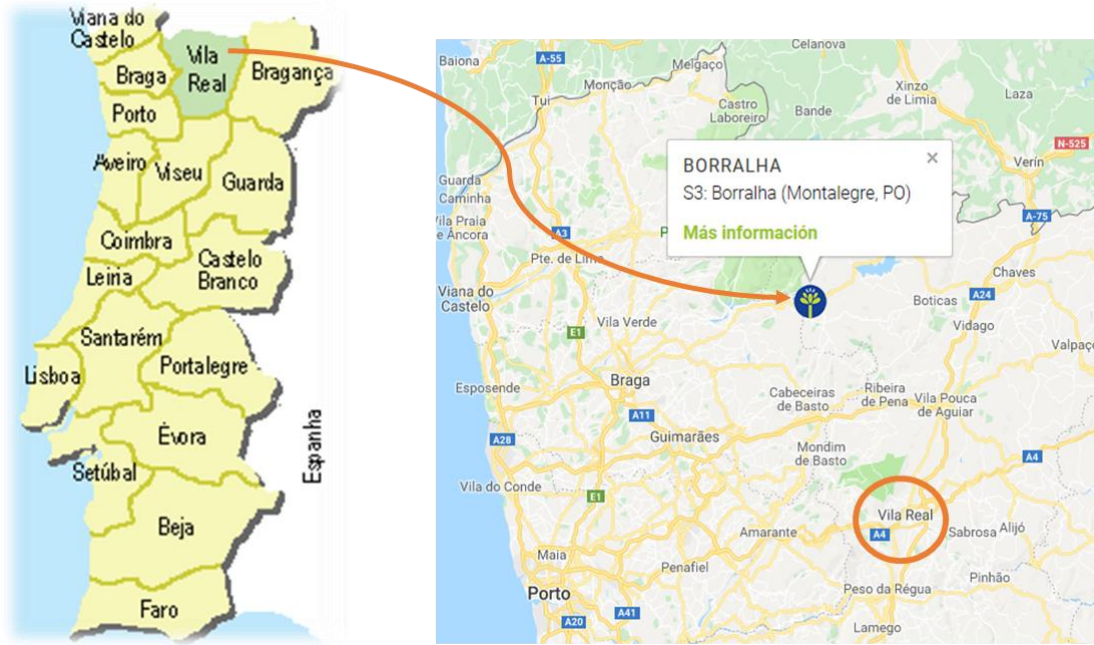 Viana do
Castelo
Vila
Real
Braga
Bragança
Porto
Aveiro
Viseu
Guarda
Coimbra
Castelo
Branco
Leiria
Santarém
Portalegre
Lisboa
Évora
Setúbal
Espanha
Beja
Faro
Celanova
Baiona
A-55
Melgaço
Monção
Xinzo
de Limia
Laza
Tui
Castro
Laboreiro
Bande
N-525
Verín
BORRALHA
×
S3: Borralha (Montalegre, PO)
Más información
Guarda
Caminha
Vila Praia
e Âncora
A3
P
A-75
Pte. de Lima
Chaves
Viana do
Castelo
Boticas
A24
E1
Vila Verde
Vidago
Valpaç
Esposende
Braga
Cabeceiras
de Basto
Ribeira
de Pena
Vila Pouca
de Aguiar
A11
Guimarães
A28
Mondim
de Basto
A4
Vila do Conde
E1
Vila Real
A4
Sabrosa
Alijó
Amarante
Maia
Penafiel
Pinhão
Peso da Régua
Porto
A41
A20
Lamego